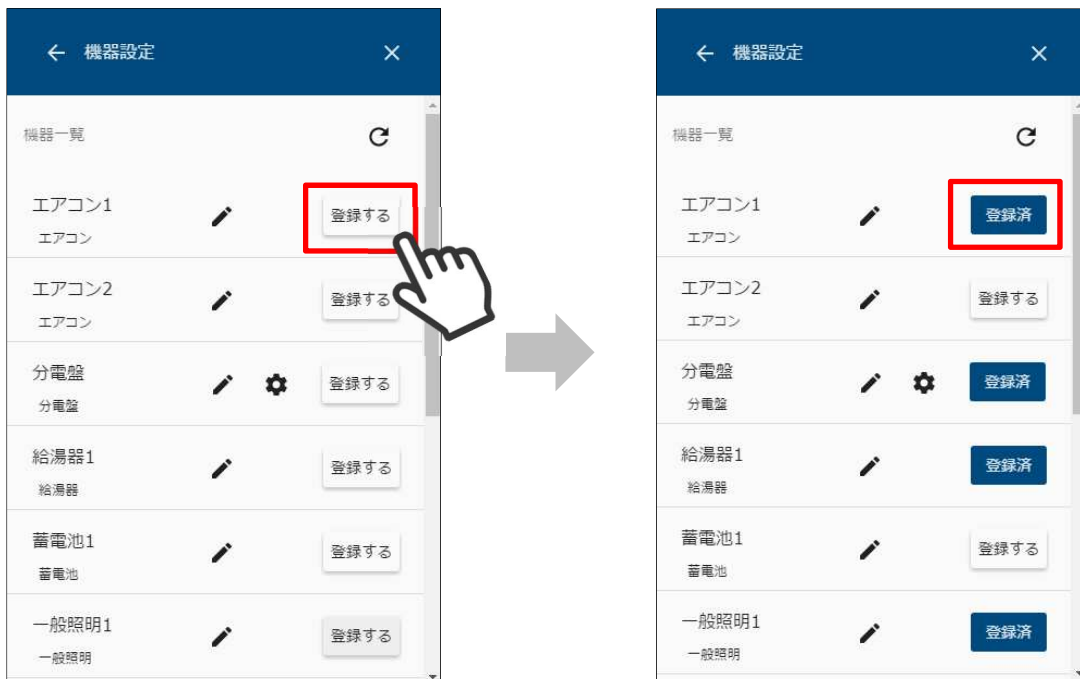 機器設定
機器一覧
エアコン1
エアコン
登録する
エアコン2
エアコン
登録する
分電盤
分電盤
登録する
給湯器1
給湯器
登録する
蓄電池1
蓄電池
登録する
一般照明1
一般照明
登録する
機器設定
機器一覧
エアコン1
エアコン
登録済
エアコン2
エアコン
登録する
分電盤
分電盤
登録済
給湯器1
給湯器
登録済
蓄電池1
蓄電池
登録する
一般照明1
一般照明
登録済